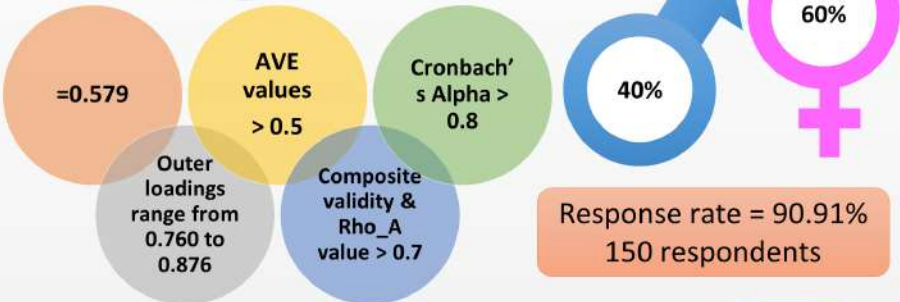 =0.579
AVE
values
> 0.5
Cronbach’
s Alpha >
0.8
Outer
loadings
range from
0.760 to
0.876
Composite
validity &
Rho_A
value > 0.7
40%
60%
Response rate = 90.91%
150 respondents